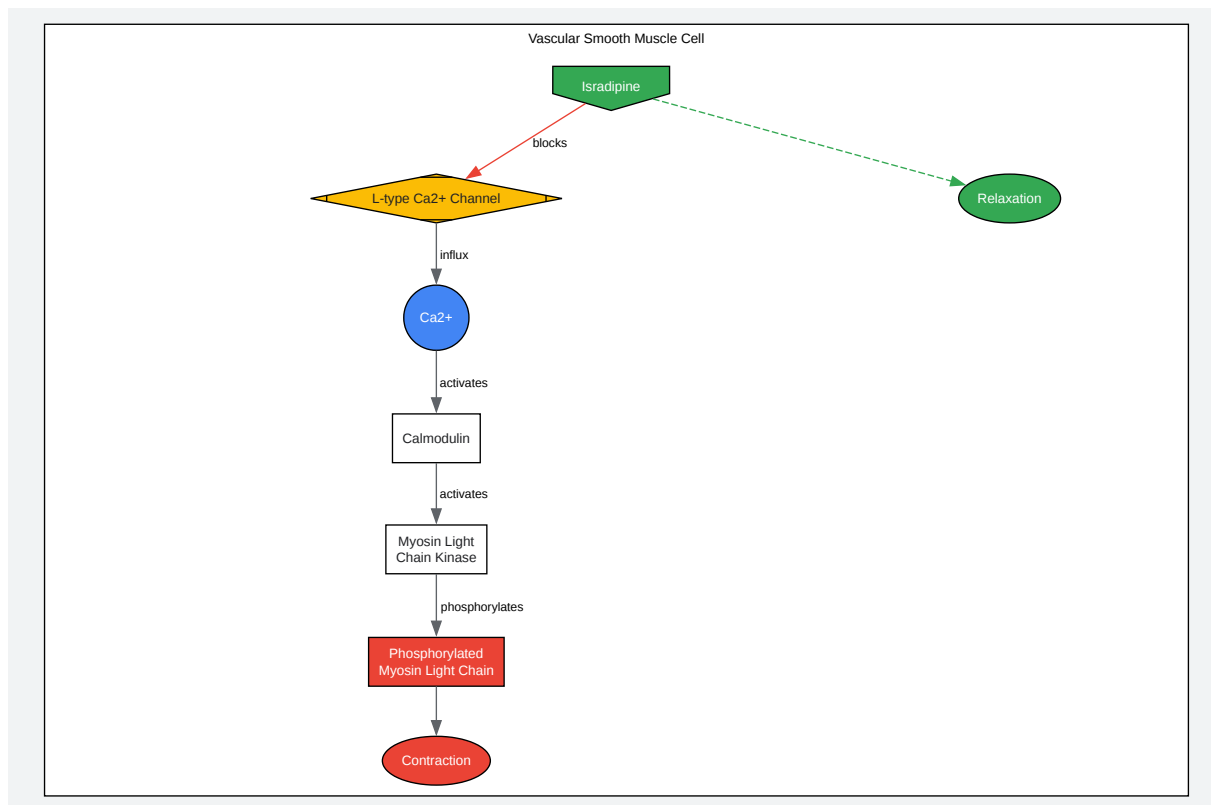 Vascular Smooth Muscle Cell
Isradipine
blocks
L-type Ca2+ Channel
Relaxation
influx
Ca2+
activates
Calmodulin
activates
Myosin Light
Chain Kinase
phosphorylates
Phosphorylated
Myosin Light Chain
Contraction